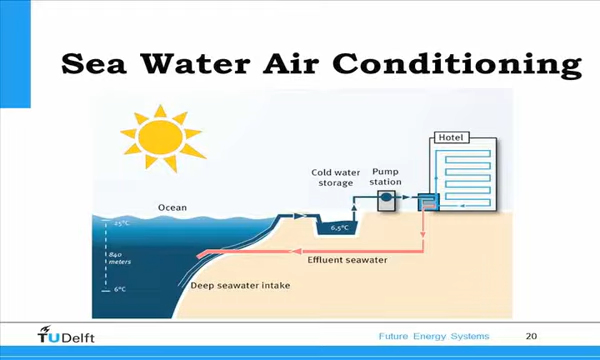 Sea Water Air Conditioning
Hotel
Cold water
storage
Pump
station
Ocean
25°C
6,5°C
840
meters
Effluent seawater
6°C
Deep seawater intake
TUDelft
Future Energy Systems
20